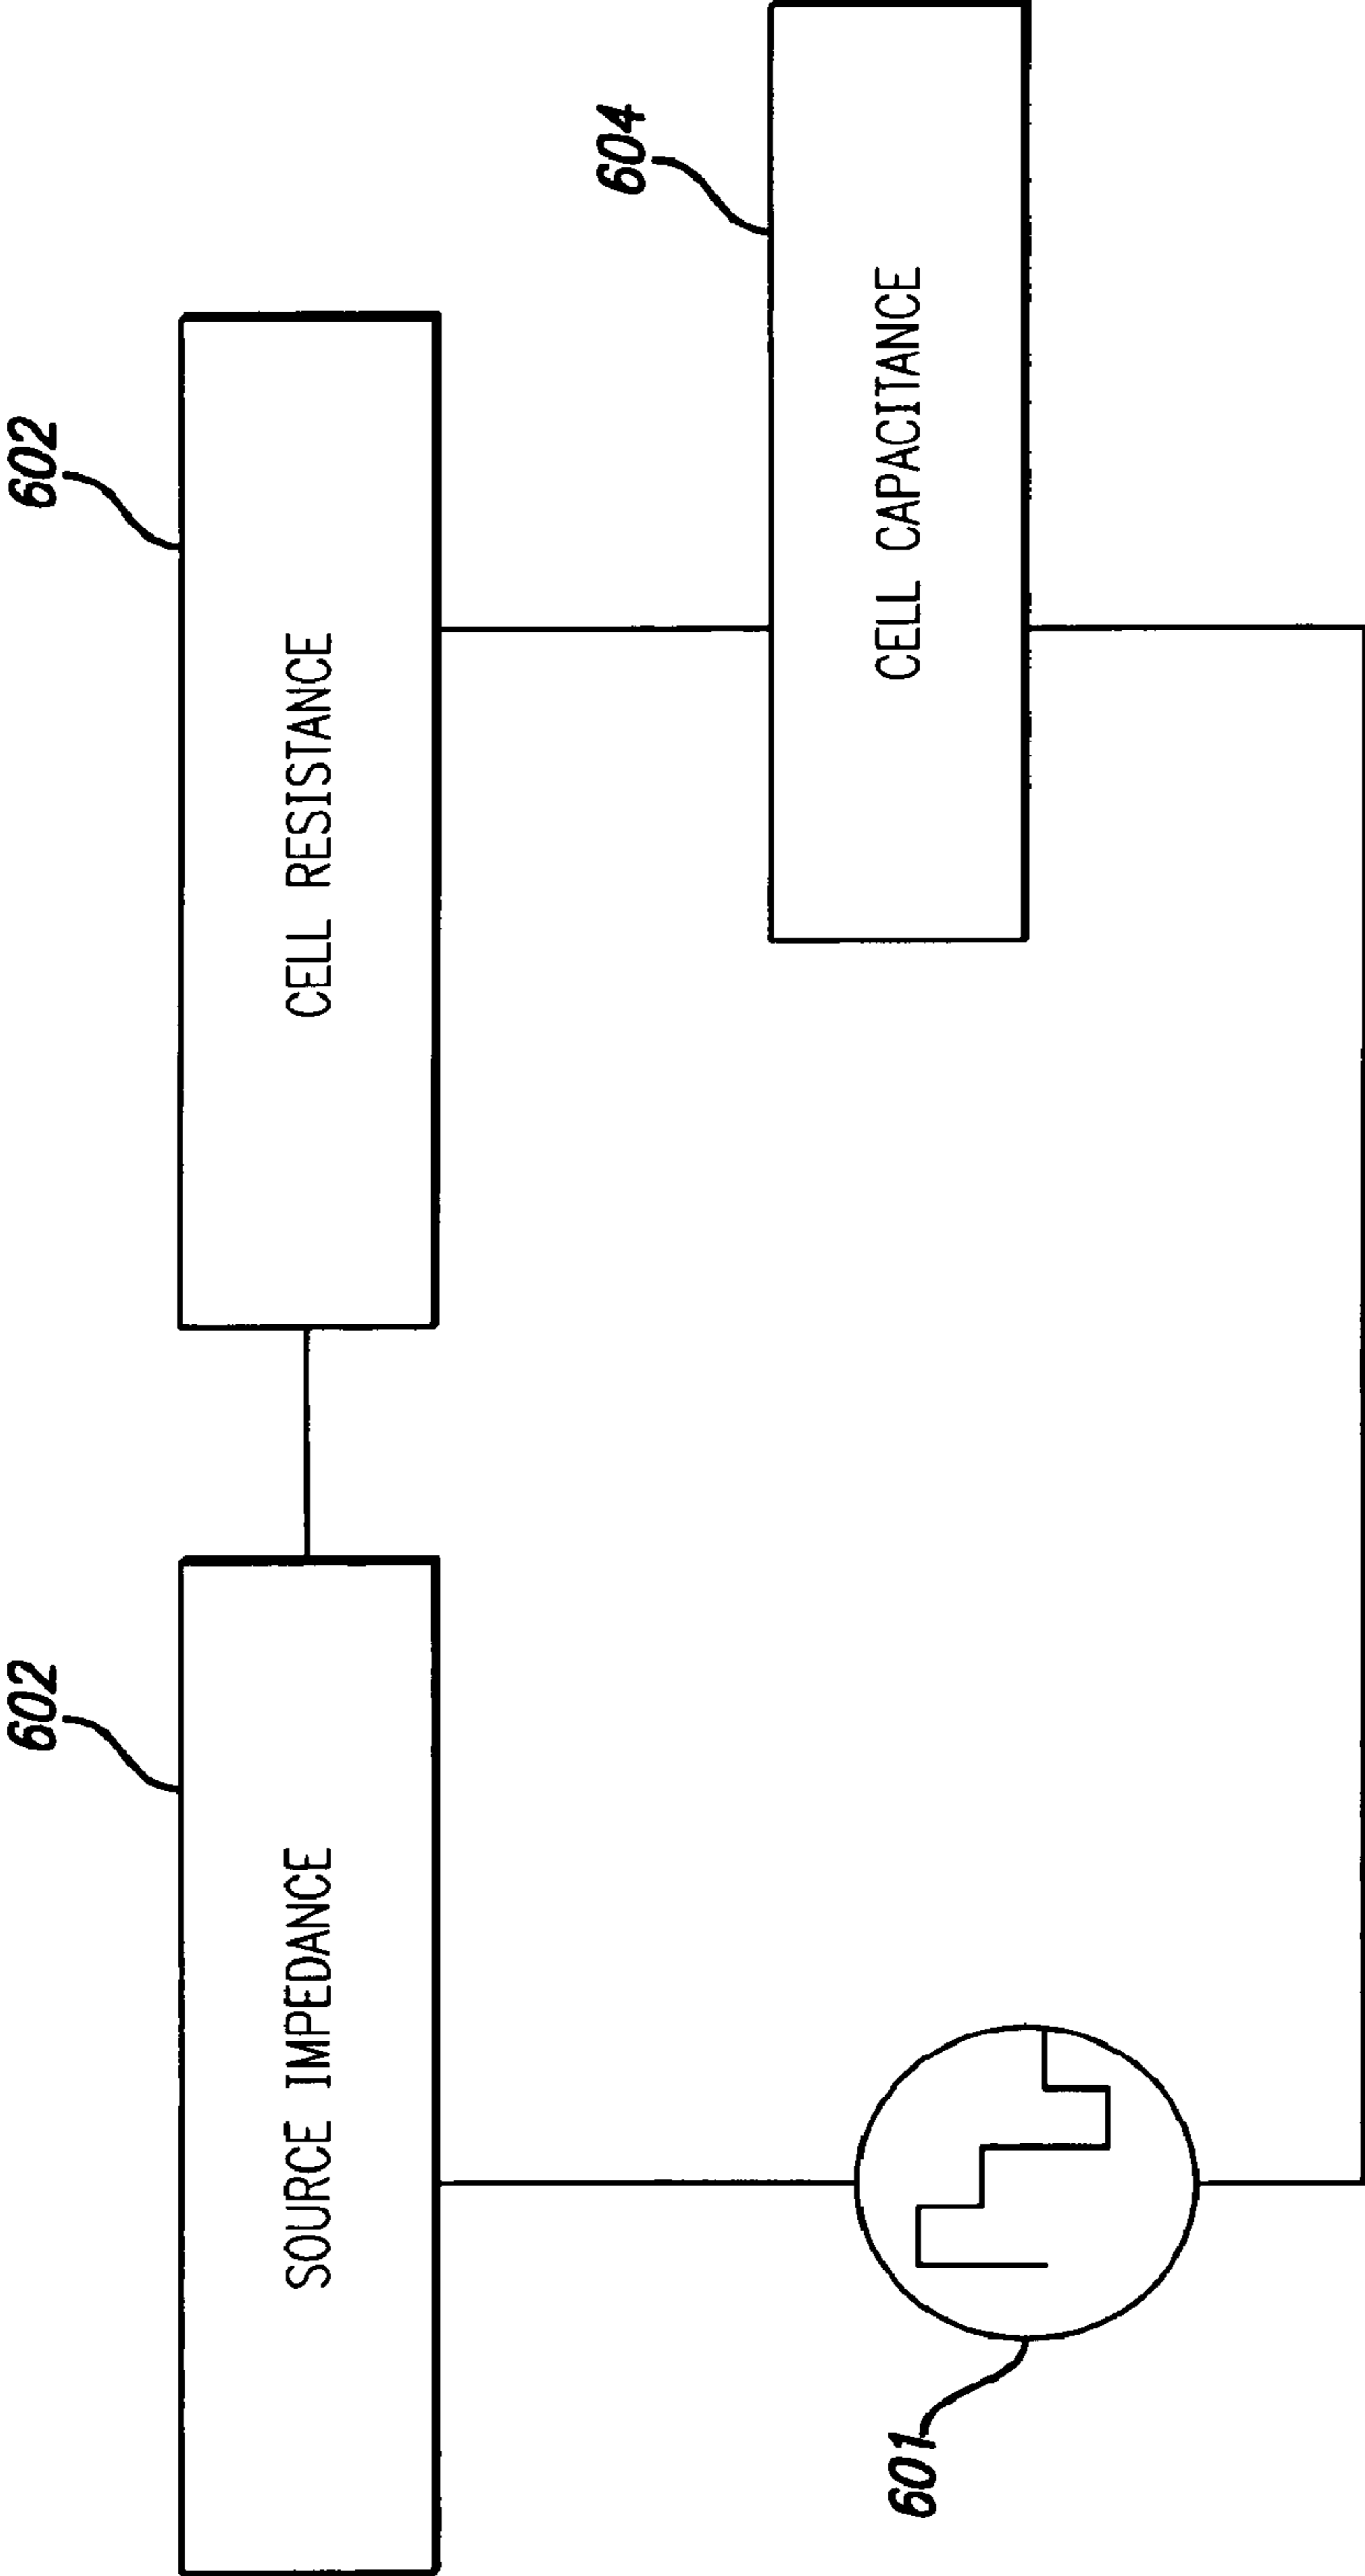 602
602
SOURCE IMPEDANCE
CELL RESISTANCE
604
CELL CAPACITANCE
601